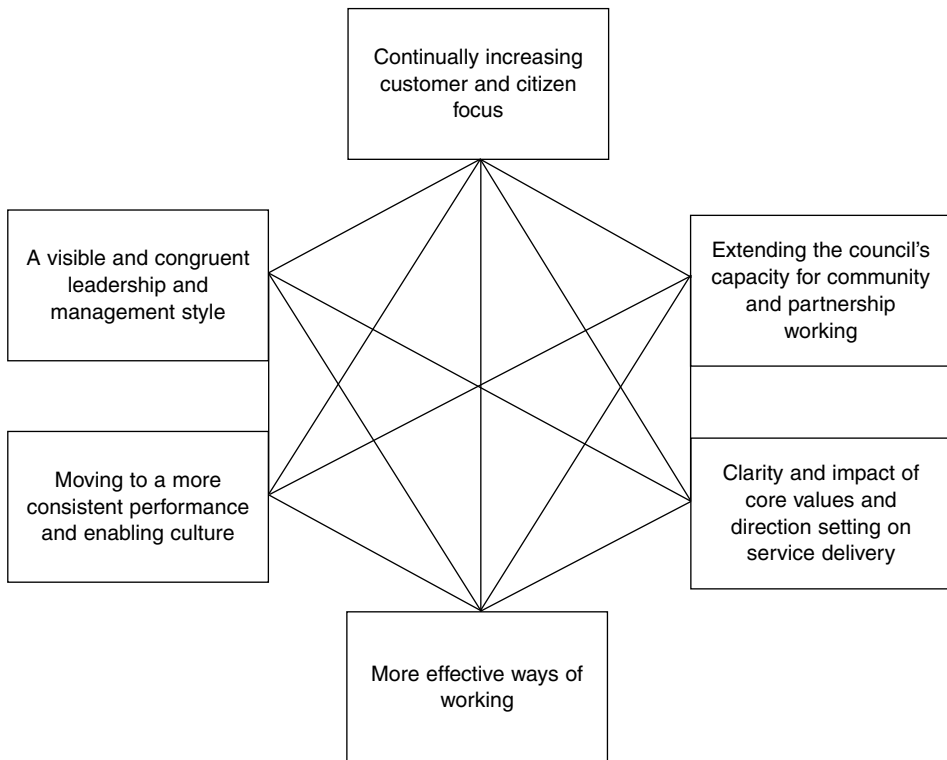 Continually increasing
customer and citizen
focus
A visible and congruent
leadership and
management style
Extending the council’s
capacity for community
and partnership
working
Moving to a more
consistent performance
and enabling culture
Clarity and impact of
core values and
direction setting on
service delivery
More effective ways of
working